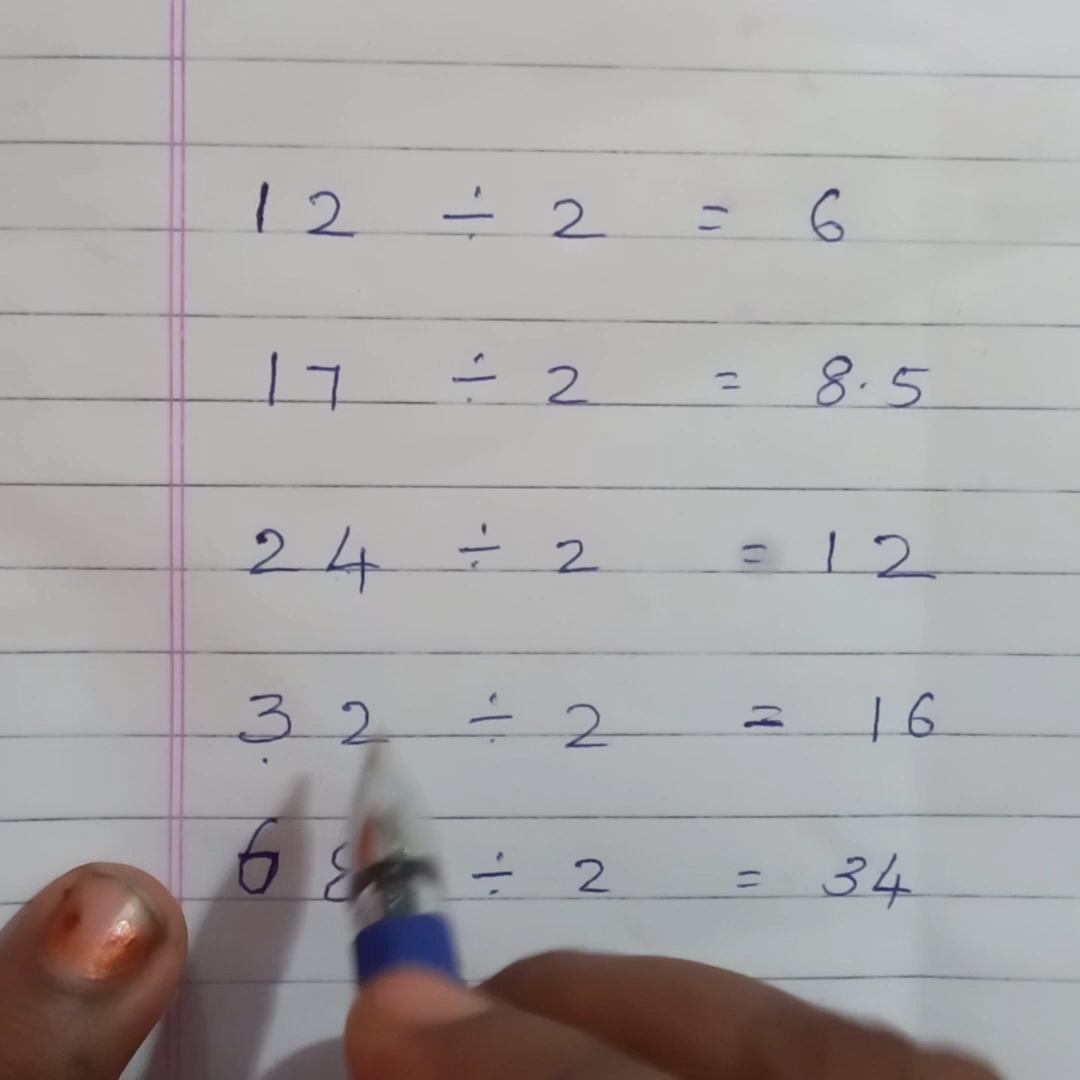 12 ÷ 2 = 6
17 ÷ 2 = 8.5
24 ÷ 2 = 12
32 ÷ 2 = 16
68 ÷ 2 = 34